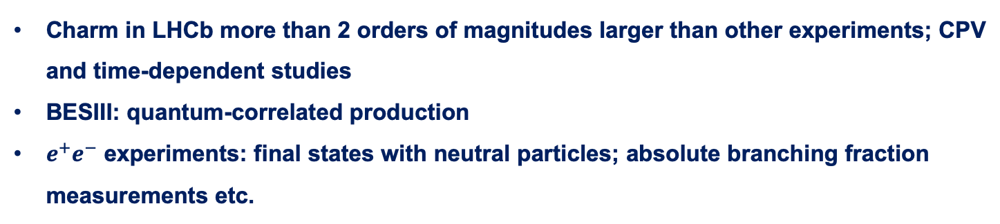 • Charm in LHCb more than 2 orders of magnitudes larger than other experiments; CPV
and time-dependent studies
• BESIII: quantum-correlated production
• e⁺e⁻ experiments: final states with neutral particles; absolute branching fraction
measurements etc.